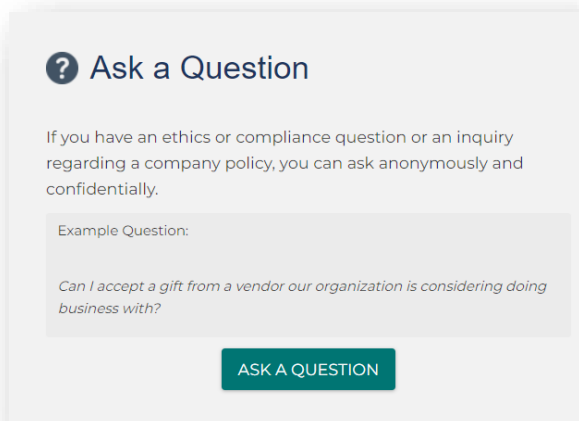 ? Ask a Question
If you have an ethics or compliance question or an inquiry
regarding a company policy, you can ask anonymously and
confidentially.
Example Question:
Can I accept a gift from a vendor our organization is considering doing
business with?
ASK A QUESTION